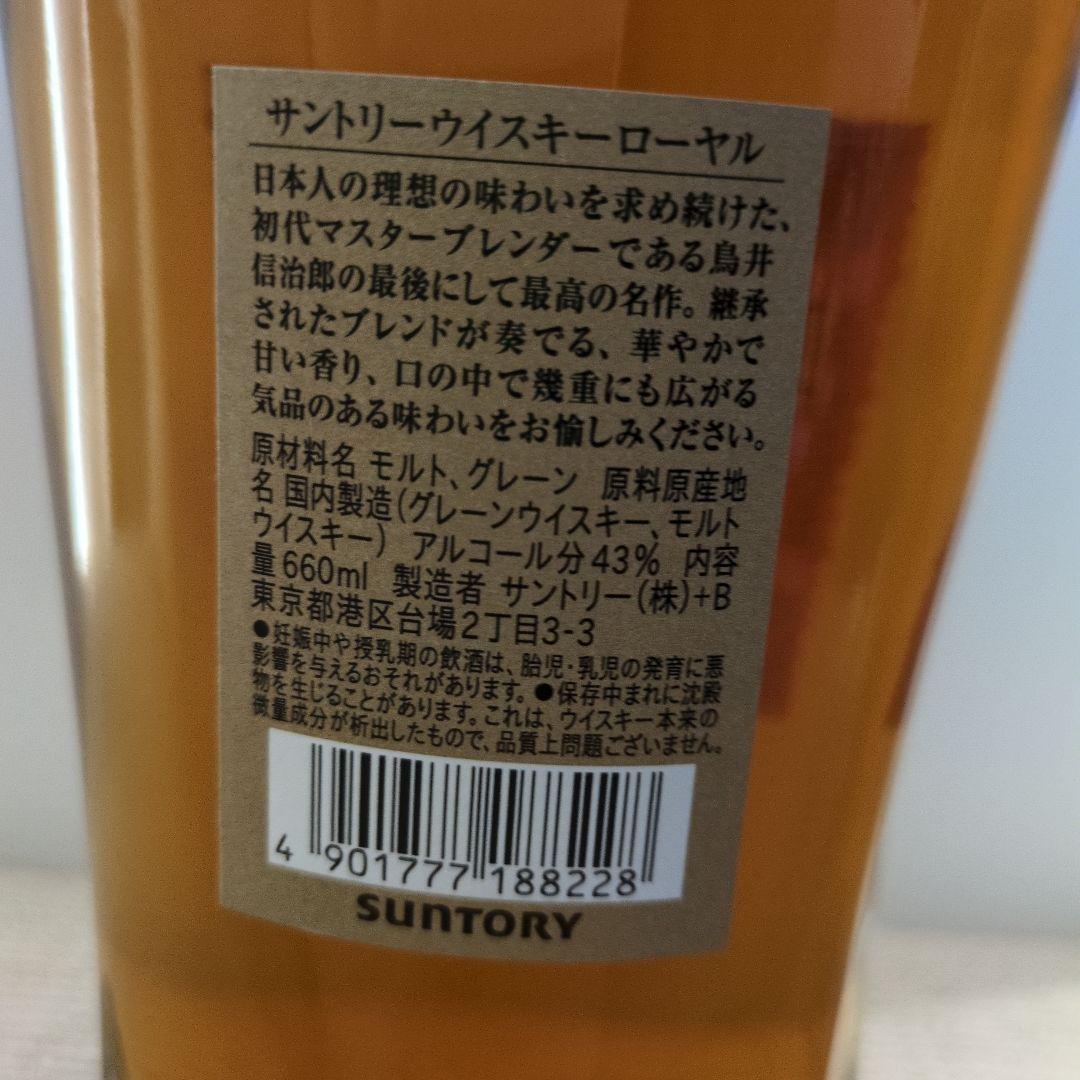 サントリーウイスキーローヤル
日本人の理想の味わいを求め続けた、
初代マスターブレンダーである鳥井
信治郎の最後にして最高の名作。継承
されたブレンドが奏でる、華やかで
甘い香り、口の中で幾重にも広がる
気品のある味わいをお愉しみください。
原材料名 モルト、グレーン 原料原産地
名 国内製造（グレーンウイスキー、モルト
ウイスキー） アルコール分43% 内容
量660ml 製造者 サントリー（株）+B
東京都港区台場2丁目3-3
●妊娠中や授乳期の飲酒は、胎児・乳児の発育に悪
影響を与えるおそれがあります。●保存中まれに沈殿
物を生じることがあります。これは、ウイスキー本来の
微量成分が析出したもので、品質上問題ございません。
4 901777 188228
SUNTORY